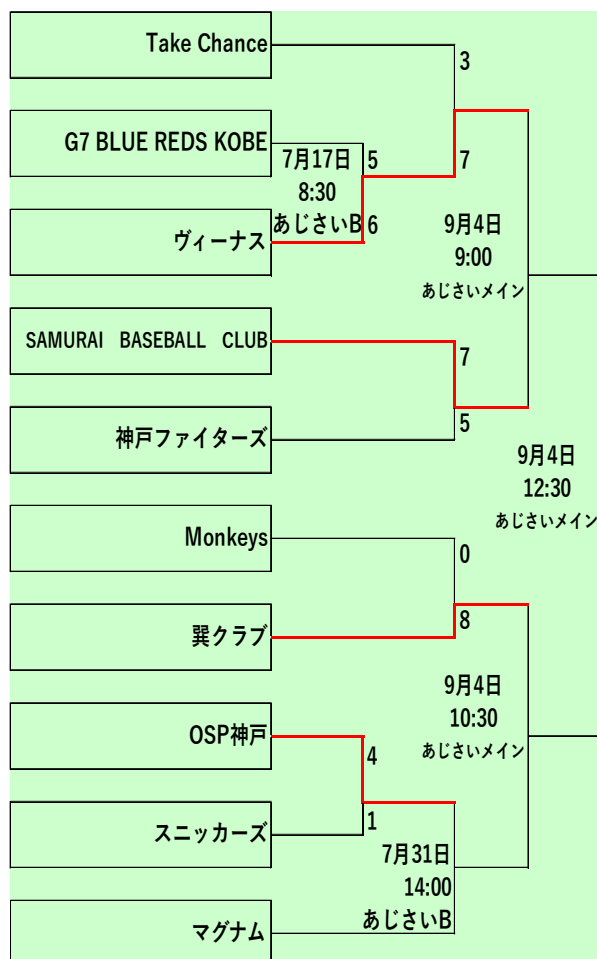 Take Chance
3
G7 BLUE REDS KOBE
7月17日
8:30
あじさいB
5
7
6
ヴィーナス
9月4日
9:00
あじさいメイン
SAMURAI　BASEBALL　CLUB
7
神戸ファイターズ
5
9月4日
12:30
あじさいメイン
Monkeys
0
巽クラブ
8
9月4日
10:30
あじさいメイン
OSP神戸
4
スニッカーズ
1
7月31日
14:00
あじさいB
マグナム